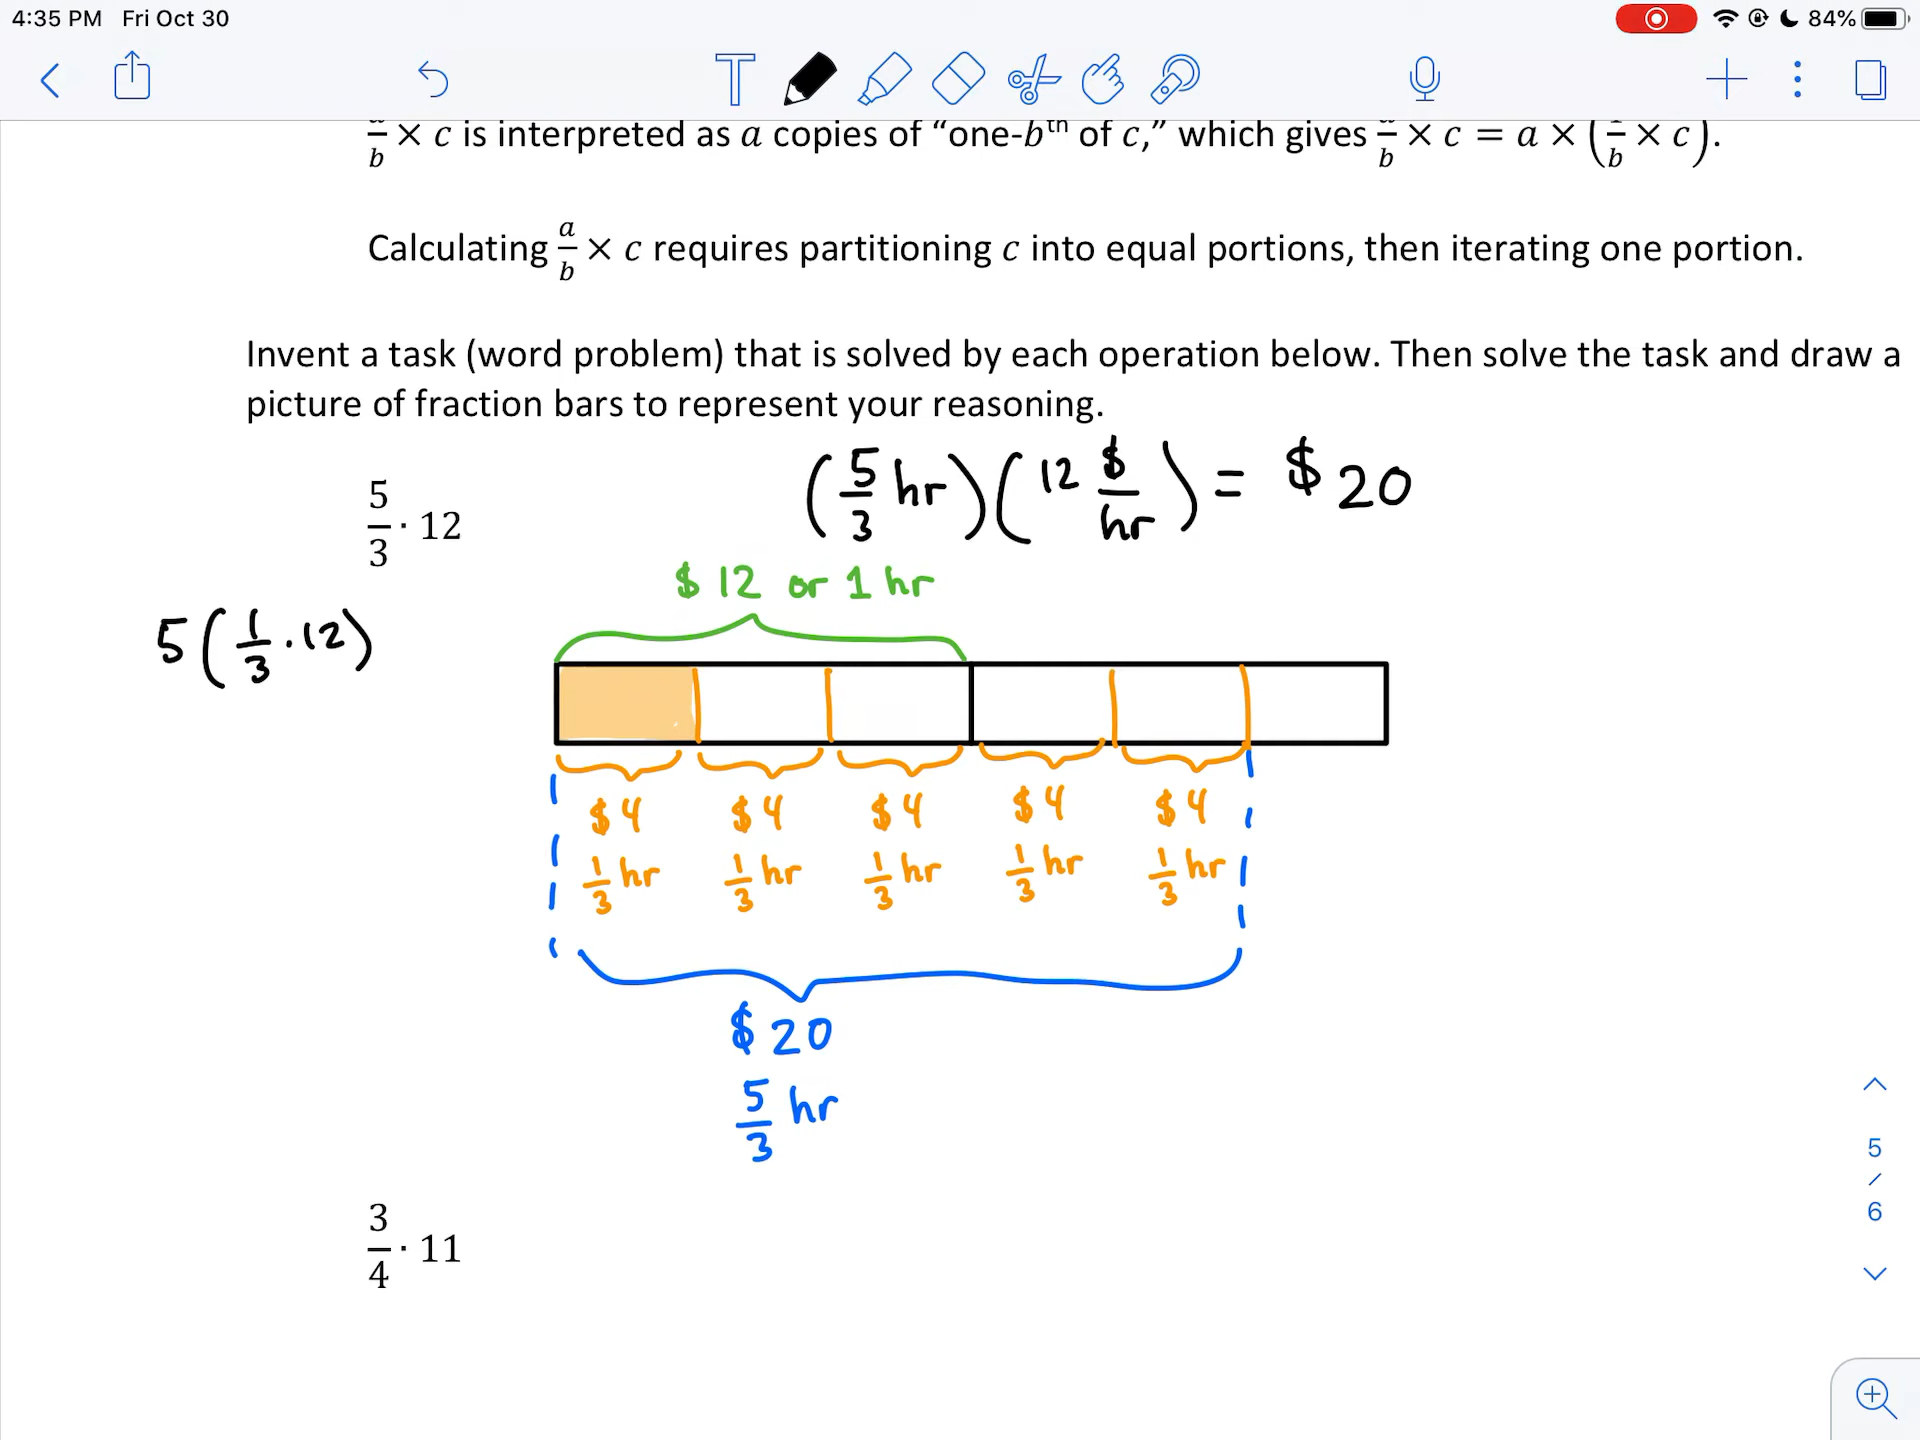 4:35 PM Fri Oct 30 84%
a/b × c is interpreted as a copies of “one-bᵗʰ of c,” which gives a/b × c = a × (1/b × c).
Calculating a/b × c requires partitioning c into equal portions, then iterating one portion.
Invent a task (word problem) that is solved by each operation below. Then solve the task and draw a
picture of fraction bars to represent your reasoning.
5/3 · 12
(5/3 hr)(12 $/hr) = $20
$12 or 1 hr
5(1/3 · 12)
$4 $4 $4 $4 $4
1/3 hr 1/3 hr 1/3 hr 1/3 hr 1/3 hr
$20
5/3 hr
3/4 · 11
5
/
6